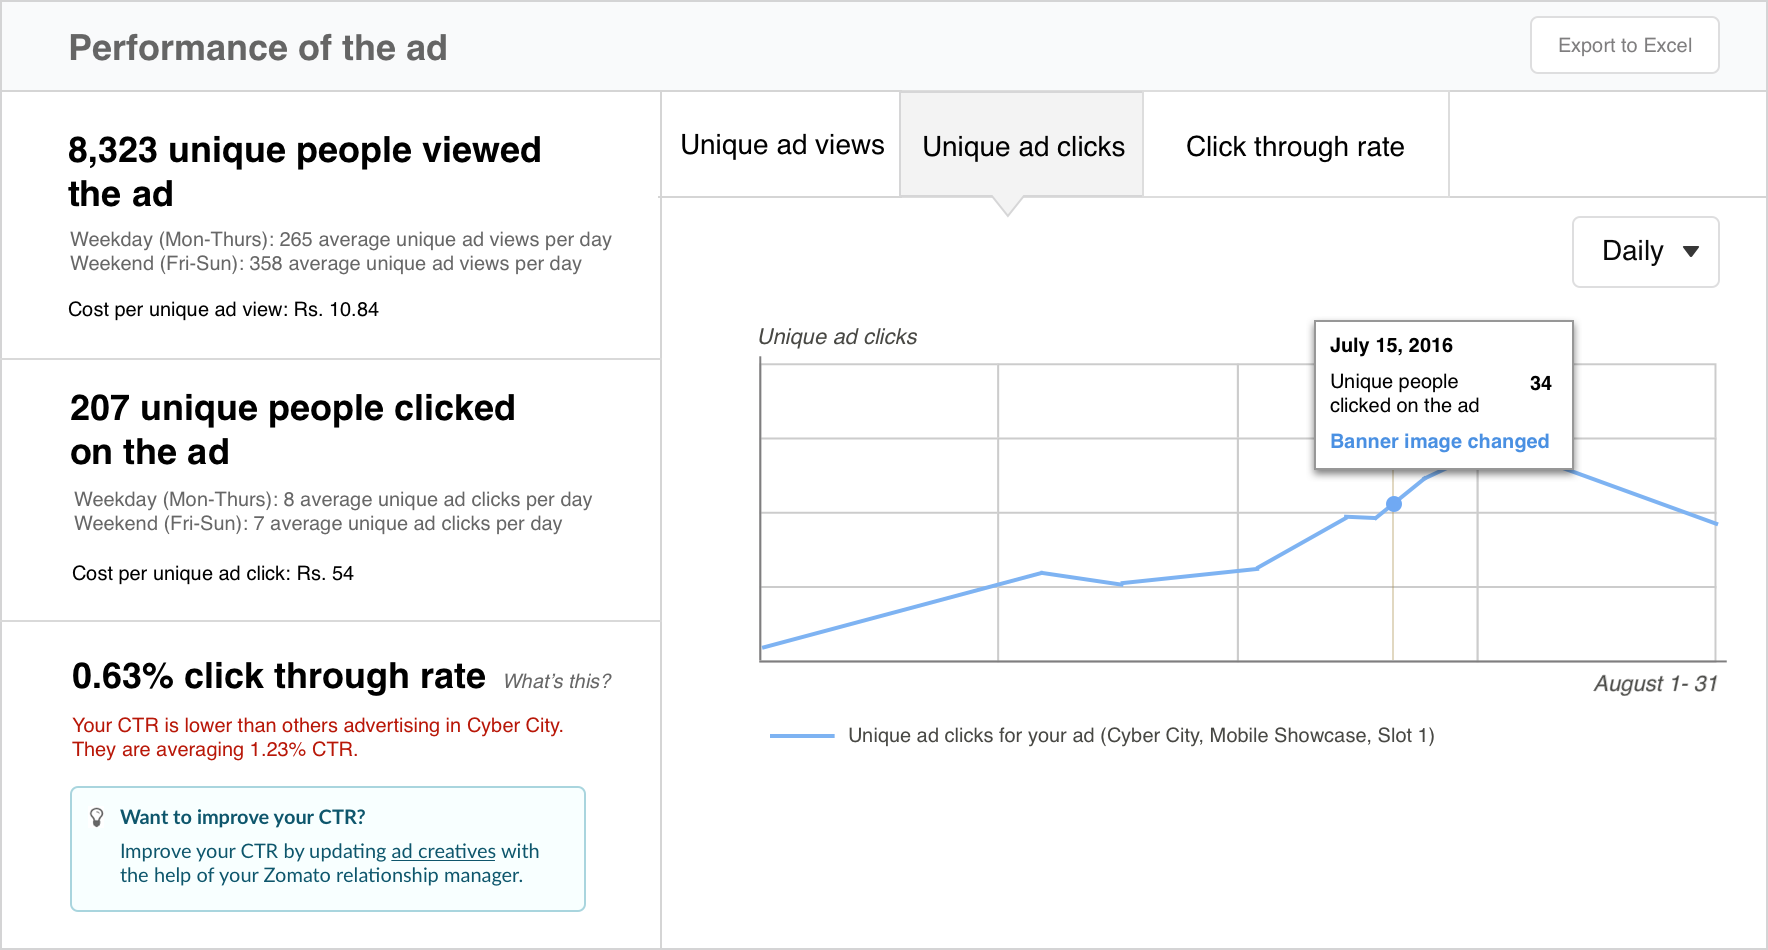 Performance of the ad
Export to Excel
8,323 unique people viewed
the ad
Weekday (Mon-Thurs): 265 average unique ad views per day
Weekend (Fri-Sun): 358 average unique ad views per day
Cost per unique ad view: Rs. 10.84
207 unique people clicked
on the ad
Weekday (Mon-Thurs): 8 average unique ad clicks per day
Weekend (Fri-Sun): 7 average unique ad clicks per day
Cost per unique ad click: Rs. 54
0.63% click through rate What's this?
Your CTR is lower than others advertising in Cyber City.
They are averaging 1.23% CTR.
Want to improve your CTR?
Improve your CTR by updating ad creatives with
the help of your Zomato relationship manager.
Unique ad views
Unique ad clicks
Click through rate
Daily
Unique ad clicks
July 15, 2016
Unique people 34
clicked on the ad
Banner image changed
August 1- 31
Unique ad clicks for your ad (Cyber City, Mobile Showcase, Slot 1)